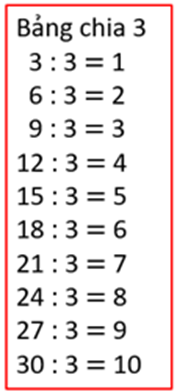 Bảng chia 3
3 : 3 = 1
6 : 3 = 2
9 : 3 = 3
12 : 3 = 4
15 : 3 = 5
18 : 3 = 6
21 : 3 = 7
24 : 3 = 8
27 : 3 = 9
30 : 3 = 10